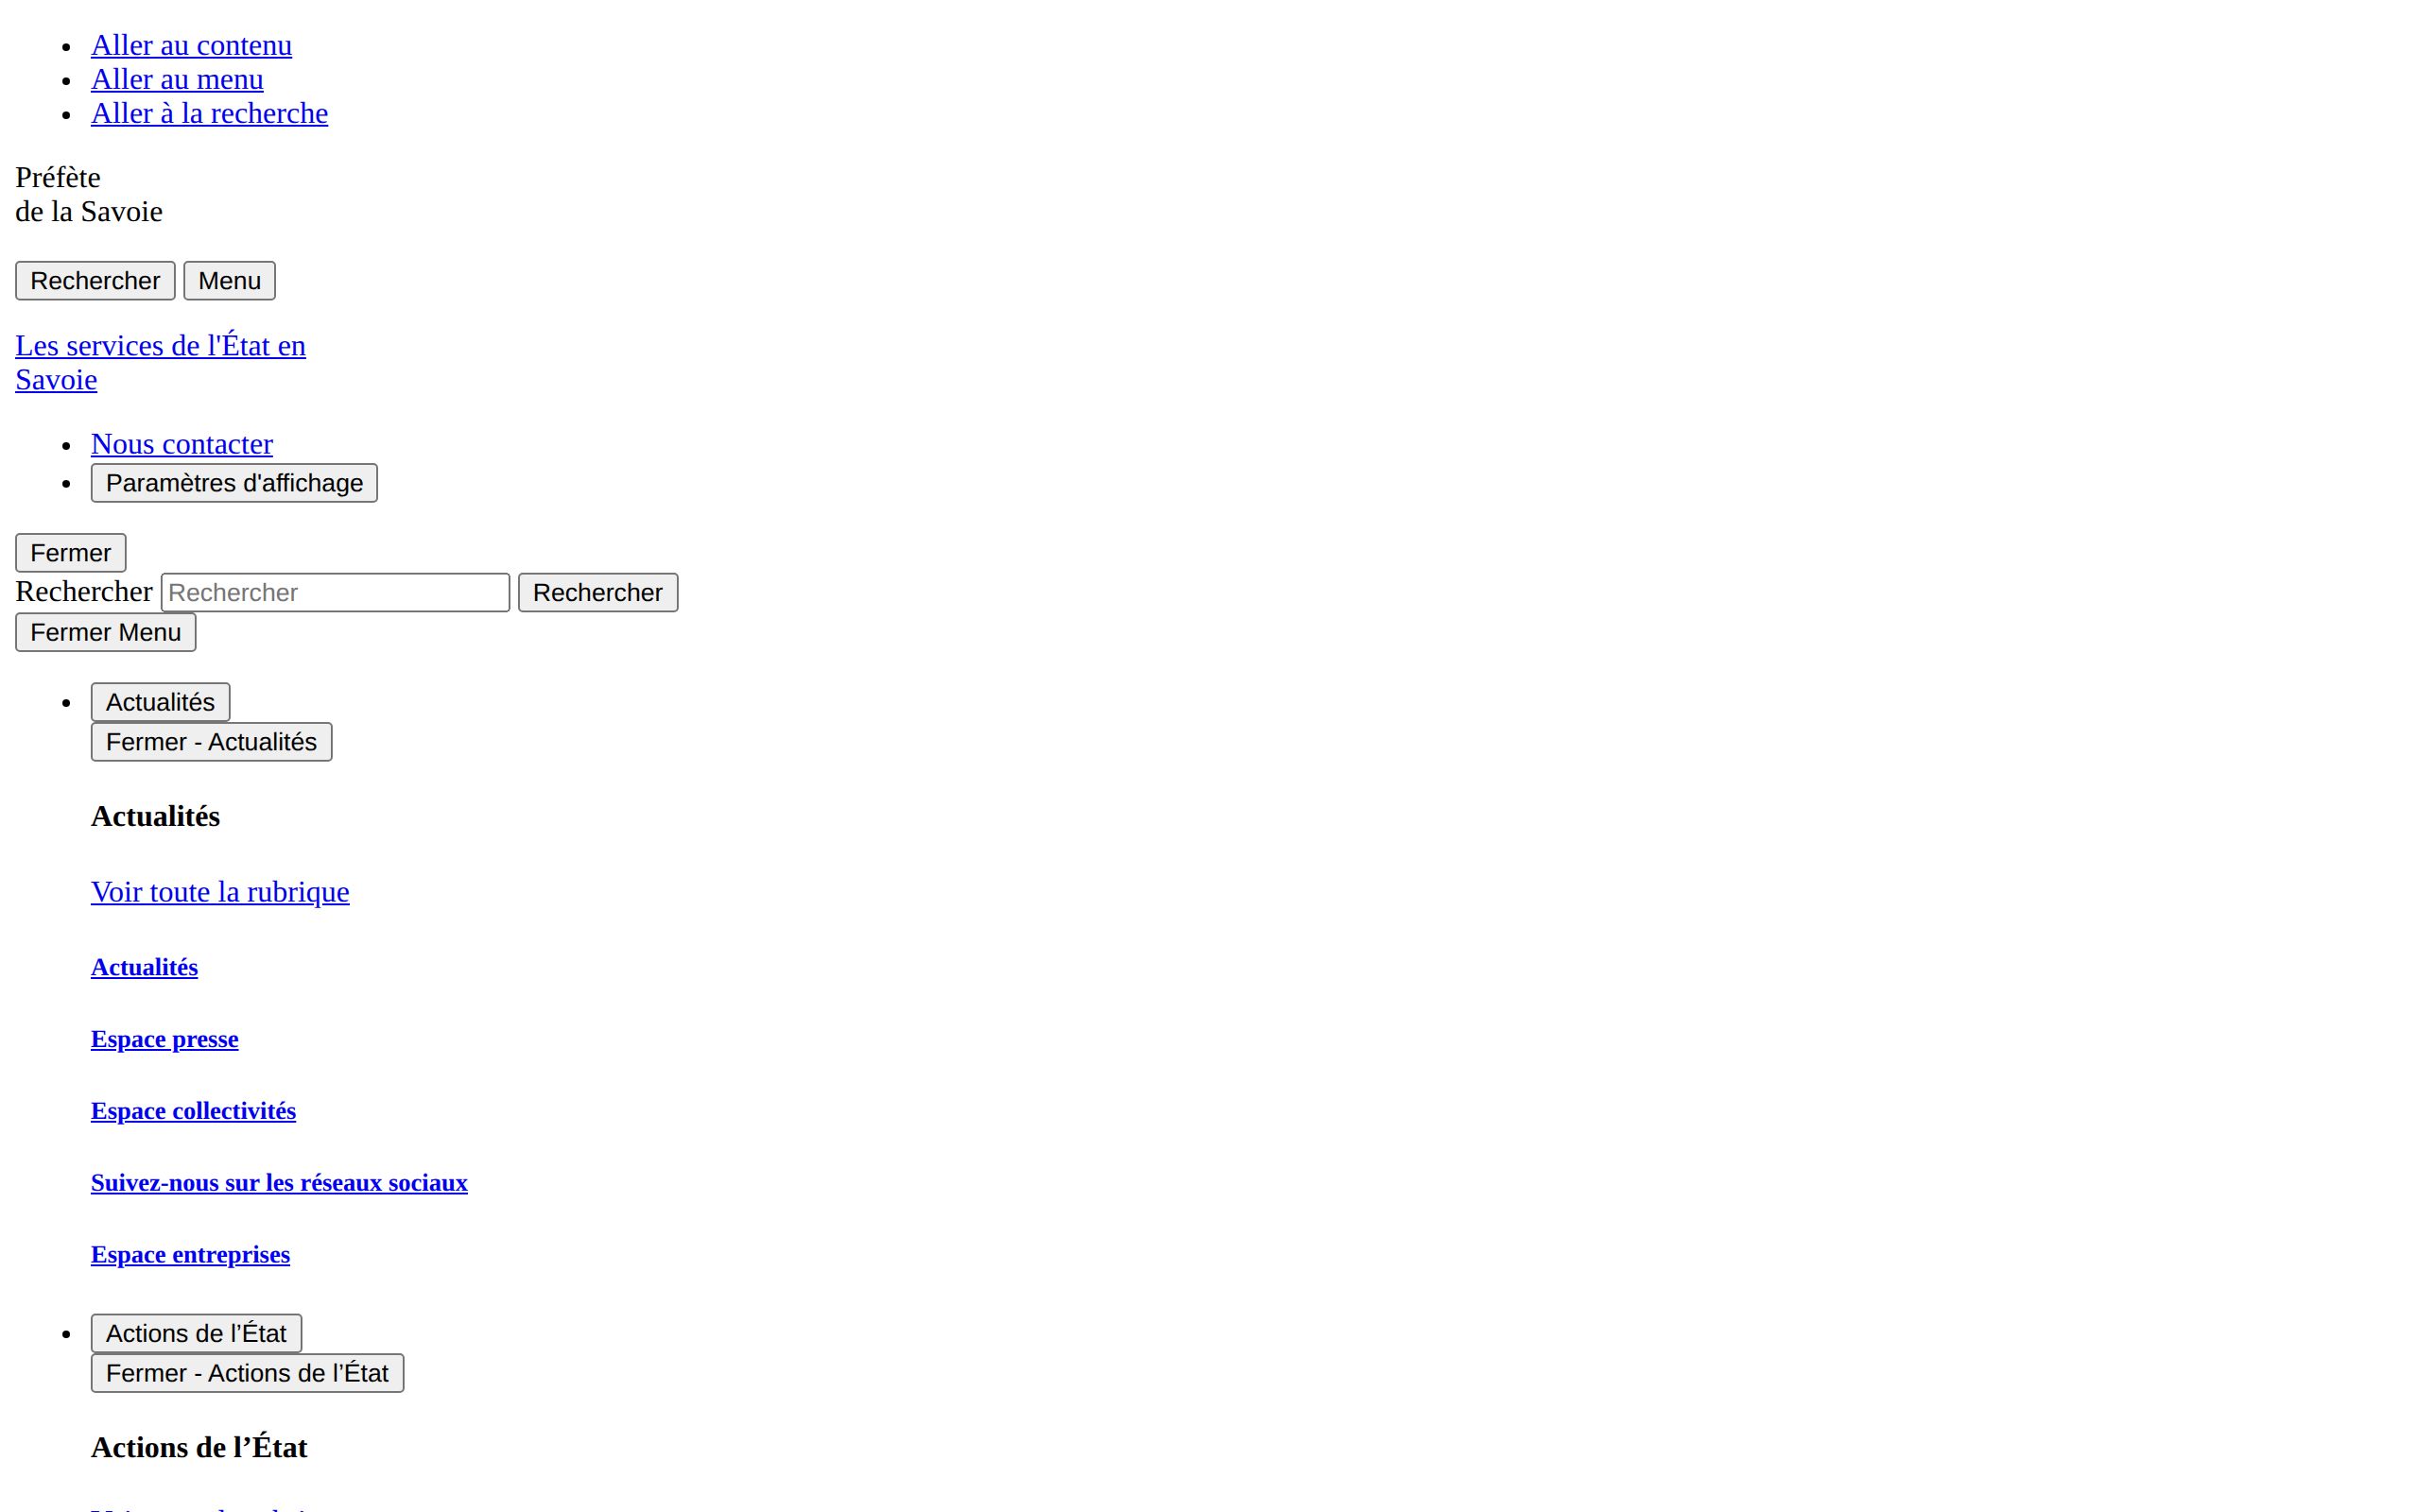 Aller au contenu
Aller au menu
Aller à la recherche
Préfète
de la Savoie
Rechercher Menu
Les services de l'État en
Savoie
Nous contacter
Paramètres d'affichage
Fermer
Rechercher Rechercher Rechercher
Fermer Menu
Actualités
Fermer - Actualités
Actualités
Voir toute la rubrique
Actualités
Espace presse
Espace collectivités
Suivez-nous sur les réseaux sociaux
Espace entreprises
Actions de l’État
Fermer - Actions de l’État
Actions de l’État